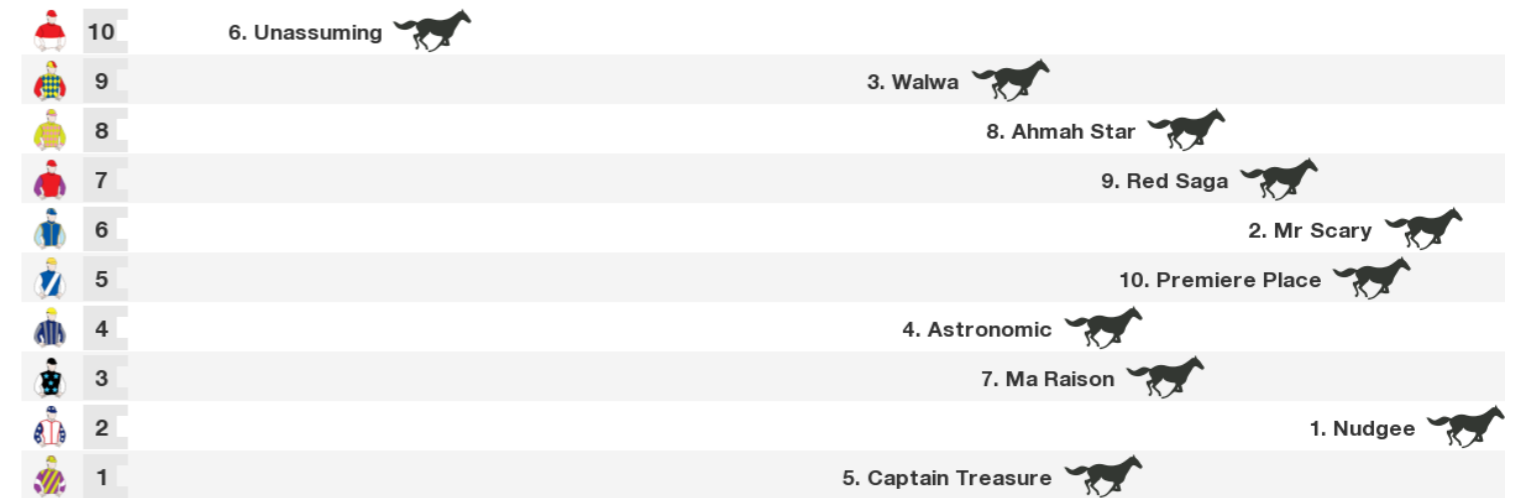 10 6. Unassuming
9 3. Walwa
8 8. Ahmah Star
7 9. Red Saga
6 2. Mr Scary
5 10. Premiere Place
4 4. Astronomic
3 7. Ma Raison
2 1. Nudgee
1 5. Captain Treasure